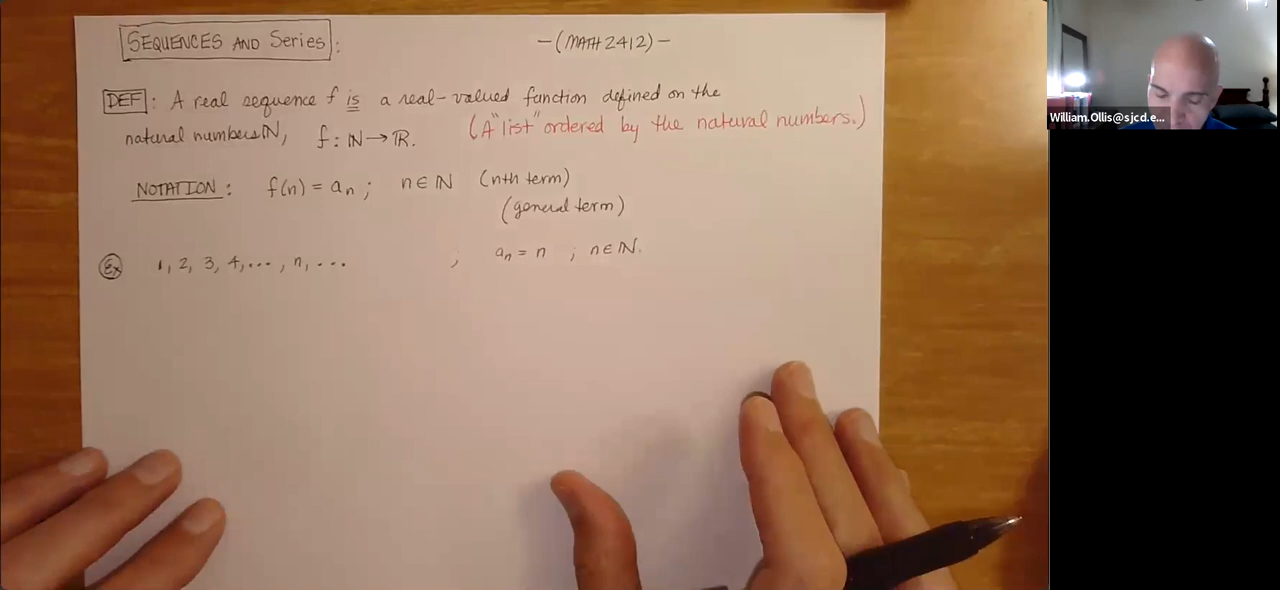 SEQUENCES AND Series:
-(MATH 2412)-
DEF: A real sequence f is a real-valued function defined on the
natural numbers ℕ, f: ℕ→ℝ.
(A "list" ordered by the natural numbers.)
NOTATION: f(n) = aₙ; n∈ℕ (nth term)
(general term)
Ex 1, 2, 3, 4,..., n, ... ; aₙ = n ; n∈ℕ.
William.Ollis@sjcd.e...